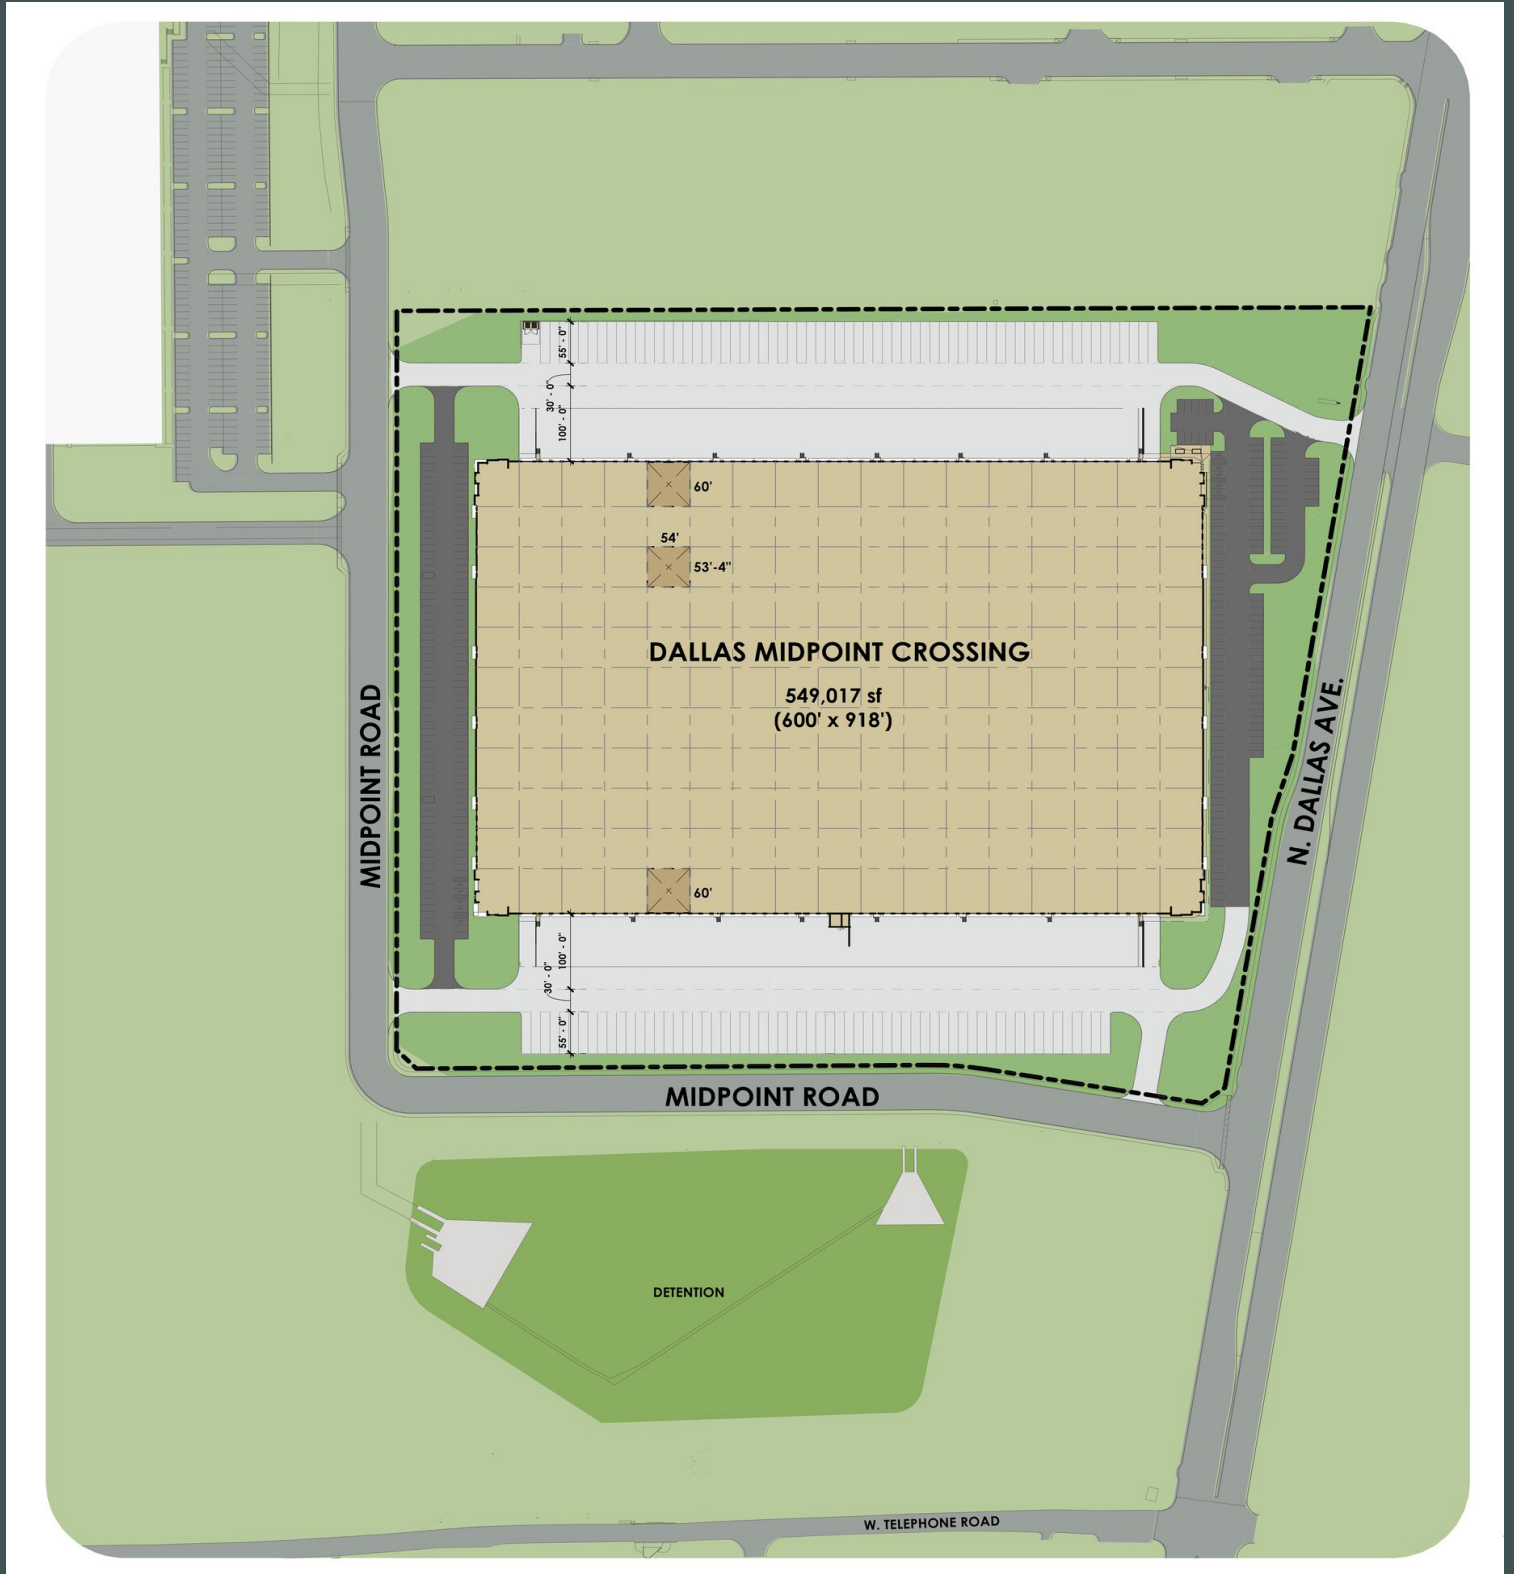 55' - 0"
30' - 0"
100' - 0"
60'
54'
53'-4"
DALLAS MIDPOINT CROSSING
549,017 sf
(600' x 918')
MIDPOINT ROAD
N. DALLAS AVE.
60'
100' - 0"
30' - 0"
55' - 0"
MIDPOINT ROAD
DETENTION
W. TELEPHONE ROAD